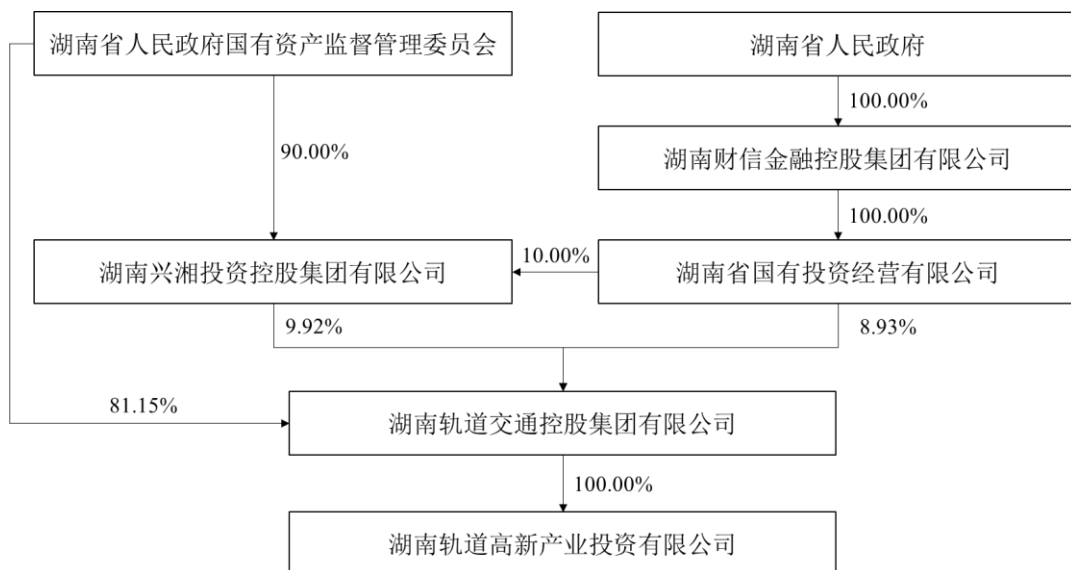 湖南省人民政府国有资产监督管理委员会
湖南省人民政府
100.00%
90.00%
湖南财信金融控股集团有限公司
100.00%
湖南兴湘投资控股集团有限公司
10.00%
湖南省国有投资经营有限公司
9.92%
8.93%
81.15%
湖南轨道交通控股集团有限公司
100.00%
湖南轨道高新产业投资有限公司